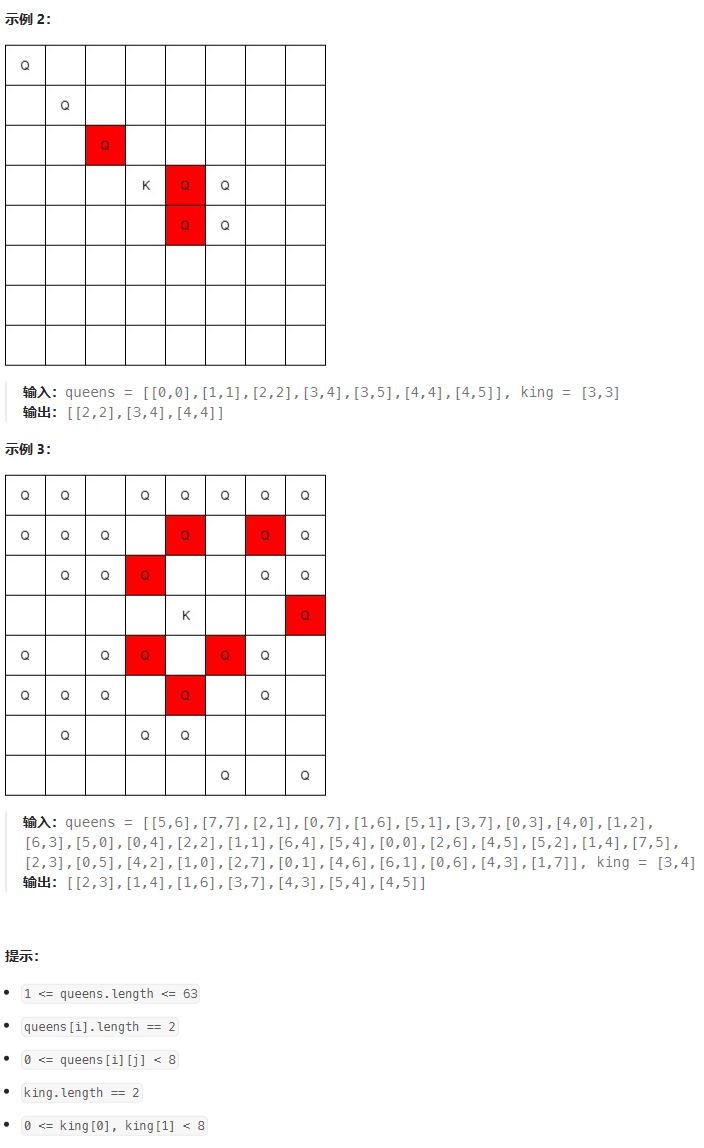 示例 2：
Q
Q
Q
K Q Q
Q Q
输入：queens = [[0,0],[1,1],[2,2],[3,4],[3,5],[4,4],[4,5]], king = [3,3]
输出：[[2,2],[3,4],[4,4]]
示例 3：
Q Q Q Q Q Q Q
Q Q Q Q Q Q
Q Q Q Q Q
K Q
Q Q Q Q Q
Q Q Q Q Q
Q Q Q
Q Q
输入：queens = [[5,6],[7,7],[2,1],[0,7],[1,6],[5,1],[3,7],[0,3],[4,0],[1,2],
[6,3],[5,0],[0,4],[2,2],[1,1],[6,4],[5,4],[0,0],[2,6],[4,5],[5,2],[1,4],[7,5],
[2,3],[0,5],[4,2],[1,0],[2,7],[0,1],[4,6],[6,1],[0,6],[4,3],[1,7]], king = [3,4]
输出：[[2,3],[1,4],[1,6],[3,7],[4,3],[5,4],[4,5]]
提示：
1 <= queens.length <= 63
queens[i].length == 2
0 <= queens[i][j] < 8
king.length == 2
0 <= king[0], king[1] < 8